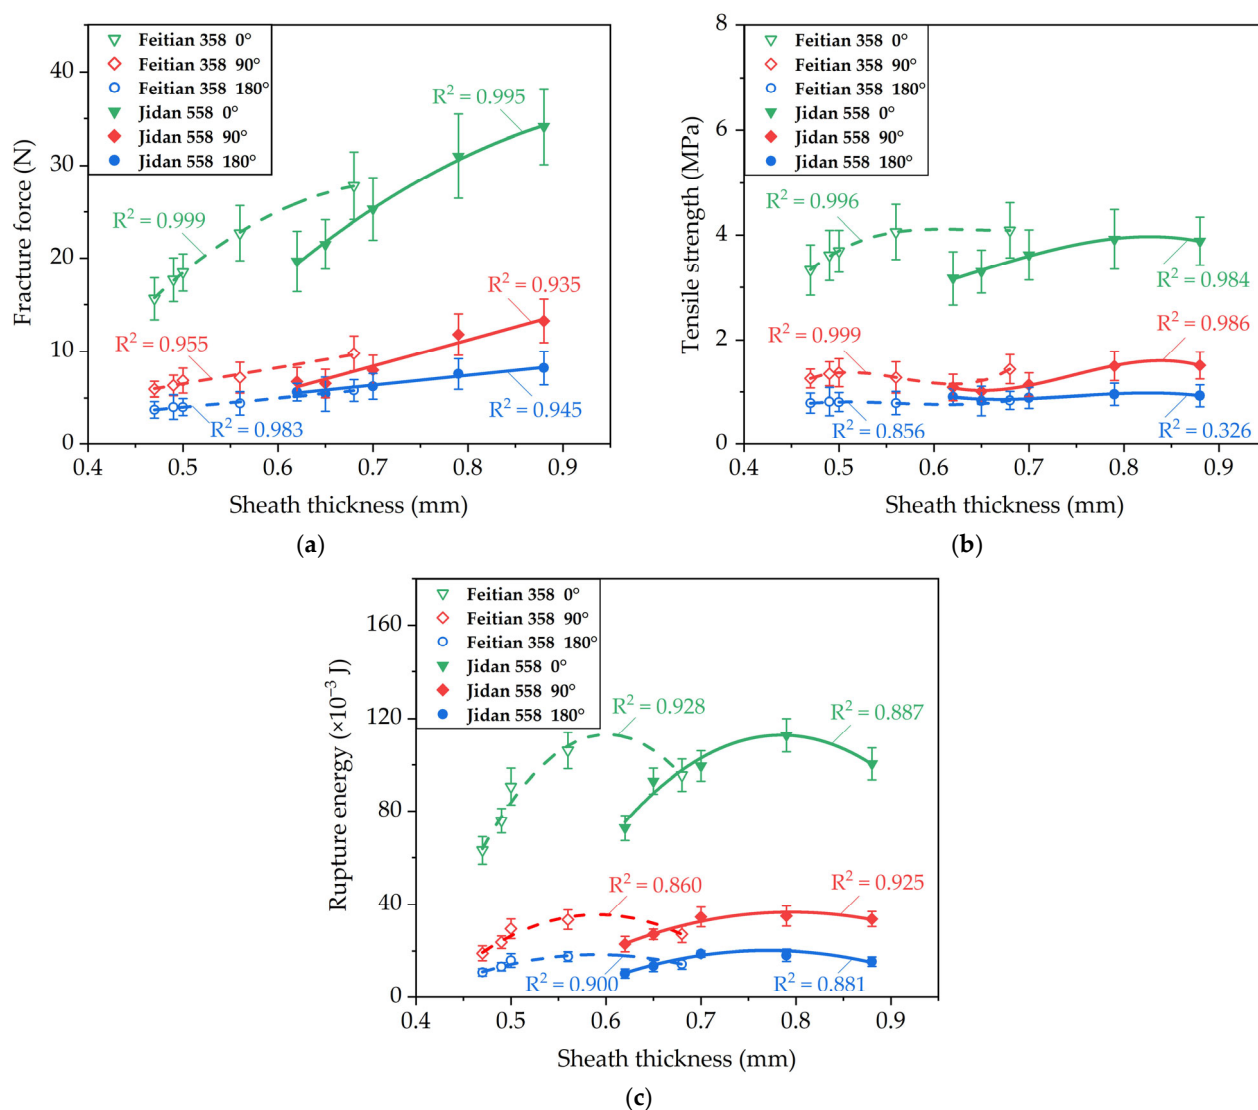 Feitian 358 0°
Feitian 358 90°
Feitian 358 180°
Jidan 558 0°
Jidan 558 90°
Jidan 558 180°
Fracture force (N)
40
30
20
10
0
R² = 0.995
R² = 0.999
R² = 0.935
R² = 0.955
R² = 0.983
R² = 0.945
0.4 0.5 0.6 0.7 0.8 0.9
Sheath thickness (mm)
(a)
Feitian 358 0°
Feitian 358 90°
Feitian 358 180°
Jidan 558 0°
Jidan 558 90°
Jidan 558 180°
Tensile strength (MPa)
8
6
4
2
0
R² = 0.996
R² = 0.984
R² = 0.999
R² = 0.986
R² = 0.856
R² = 0.326
0.4 0.5 0.6 0.7 0.8 0.9
Sheath thickness (mm)
(b)
Feitian 358 0°
Feitian 358 90°
Feitian 358 180°
Jidan 558 0°
Jidan 558 90°
Jidan 558 180°
Rupture energy (×10⁻³ J)
160
120
80
40
0
R² = 0.928
R² = 0.887
R² = 0.860
R² = 0.925
R² = 0.900
R² = 0.881
0.4 0.5 0.6 0.7 0.8 0.9
Sheath thickness (mm)
(c)